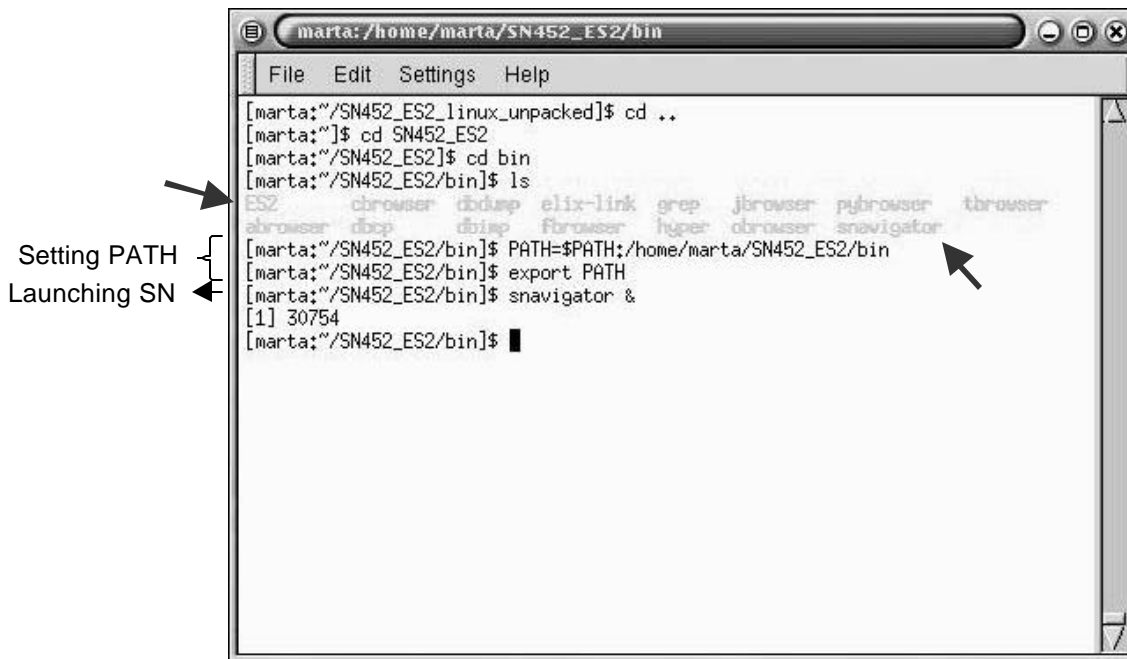 marta: /home/marta/SN452_ES2/bin
File Edit Settings Help
[marta:~/SN452_ES2_linux_unpacked]$ cd ..
[marta:~]$ cd SN452_ES2
[marta:~/SN452_ES2]$ cd bin
[marta:~/SN452_ES2/bin]$ ls
ES2 cbrowser dbdump elix-link grep jbrowser pybrowser tbrowser
abrowser dbcp dbimp fbrowser hyper obrowser snavigator
Setting PATH
[marta:~/SN452_ES2/bin]$ PATH=$PATH:/home/marta/SN452_ES2/bin
[marta:~/SN452_ES2/bin]$ export PATH
Launching SN
[marta:~/SN452_ES2/bin]$ snavigator &
[1] 30754
[marta:~/SN452_ES2/bin]$